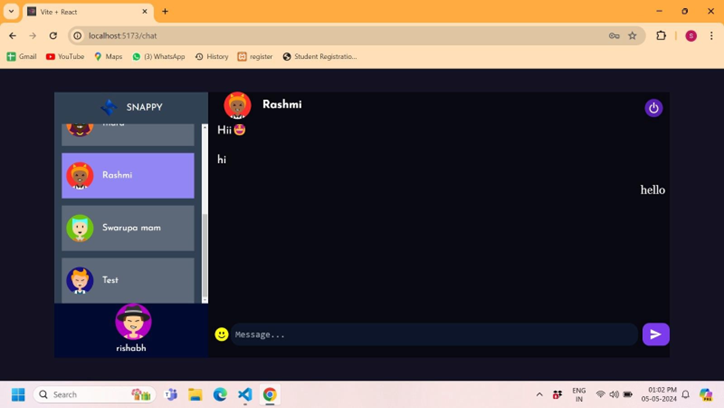 Vite + React
localhost:5173/chat
Gmail
YouTube
Maps
(3) WhatsApp
History
register
Student Registratio...
SNAPPY
Rashmi
Swarupa mam
Test
rishabh
Rashmi
Hii🤩
hi
hello
Message...
Search
ENG
IN
01:02 PM
05-05-2024